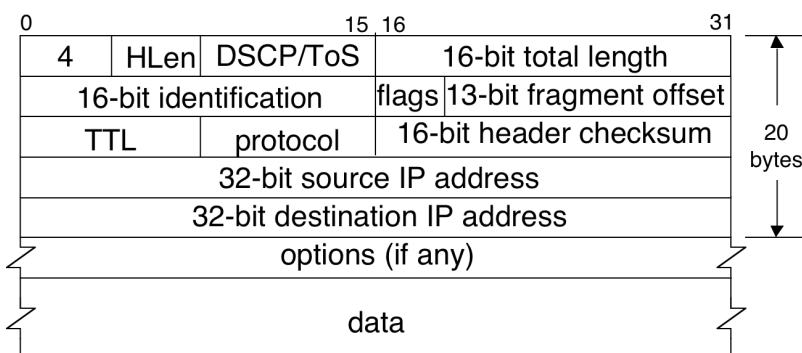 0 15 16 31
4 HLen DSCP/ToS 16-bit total length
16-bit identification flags 13-bit fragment offset
TTL protocol 16-bit header checksum
20
bytes
32-bit source IP address
32-bit destination IP address
options (if any)
data